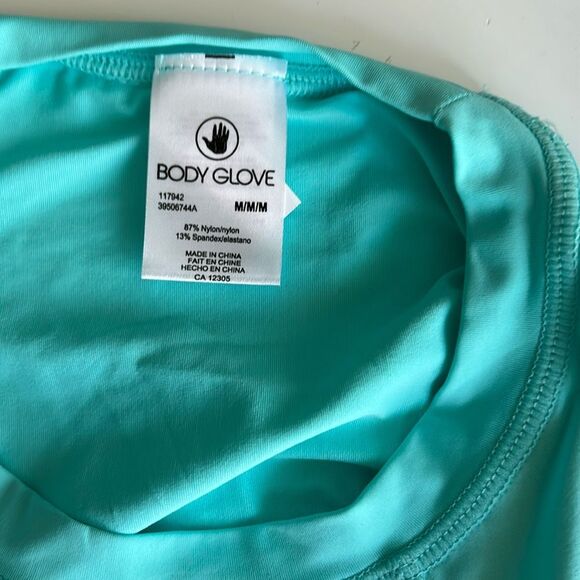 BODY GLOVE
117942
39506744A M/M/M
87% Nylon/nylon
13% Spandex/elastano
MADE IN CHINA
FAIT EN CHINE
HECHO EN CHINA
CA 12305